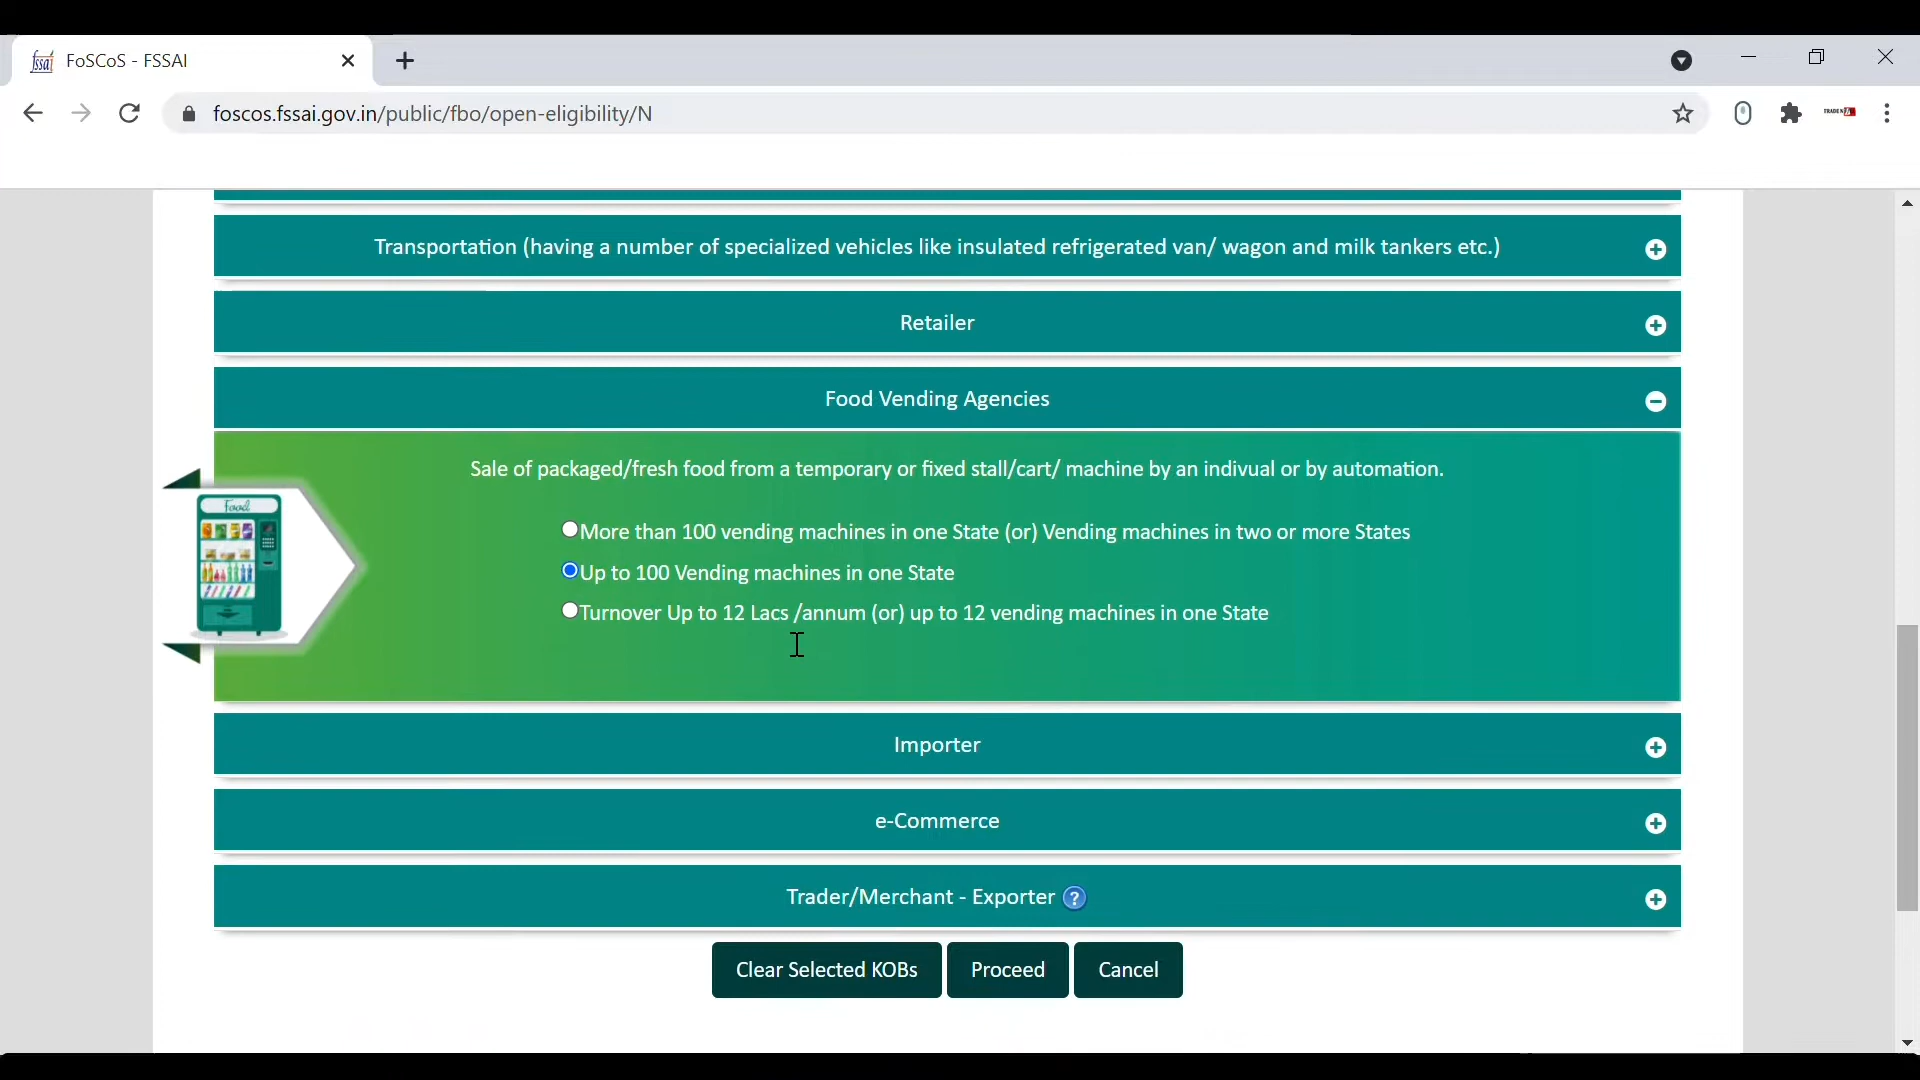 fssai FoSCoS - FSSAI
foscos.fssai.gov.in/public/fbo/open-eligibility/N
Transportation (having a number of specialized vehicles like insulated refrigerated van/ wagon and milk tankers etc.)
Retailer
Food Vending Agencies
Sale of packaged/fresh food from a temporary or fixed stall/cart/ machine by an indivual or by automation.
Food
More than 100 vending machines in one State (or) Vending machines in two or more States
Up to 100 Vending machines in one State
Turnover Up to 12 Lacs /annum (or) up to 12 vending machines in one State
Importer
e-Commerce
Trader/Merchant - Exporter ?
Clear Selected KOBs Proceed Cancel